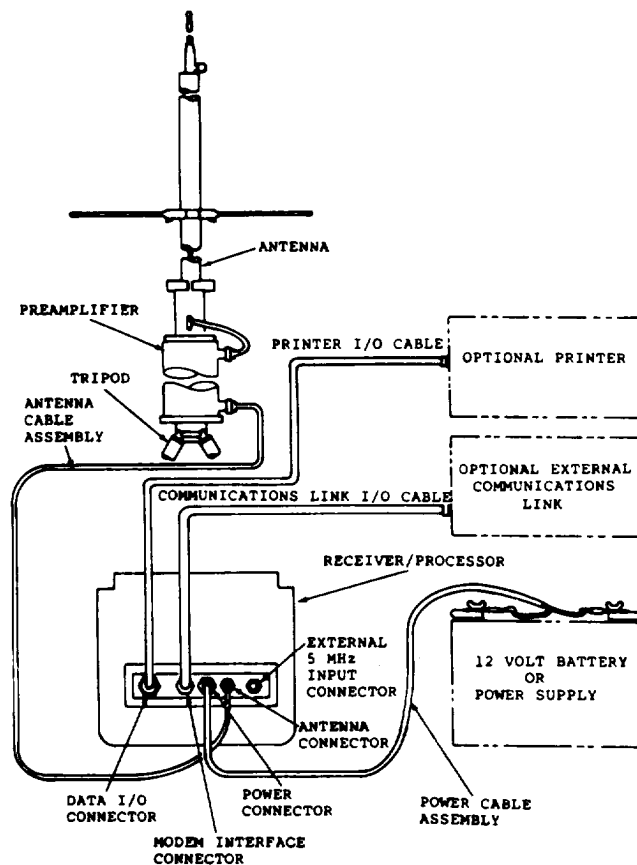 ANTENNA
PREAMPLIFIER
PRINTER I/O CABLE
OPTIONAL PRINTER
TRIPOD
ANTENNA
CABLE
ASSEMBLY
COMMUNICATIONS LINK I/O CABLE
OPTIONAL EXTERNAL
COMMUNICATIONS
LINK
RECEIVER/PROCESSOR
EXTERNAL
5 MHz
INPUT
CONNECTOR
12 VOLT BATTERY
OR
POWER SUPPLY
ANTENNA
CONNECTOR
DATA I/O
CONNECTOR
POWER
CONNECTOR
POWER CABLE
ASSEMBLY
MODEM INTERFACE
CONNECTOR